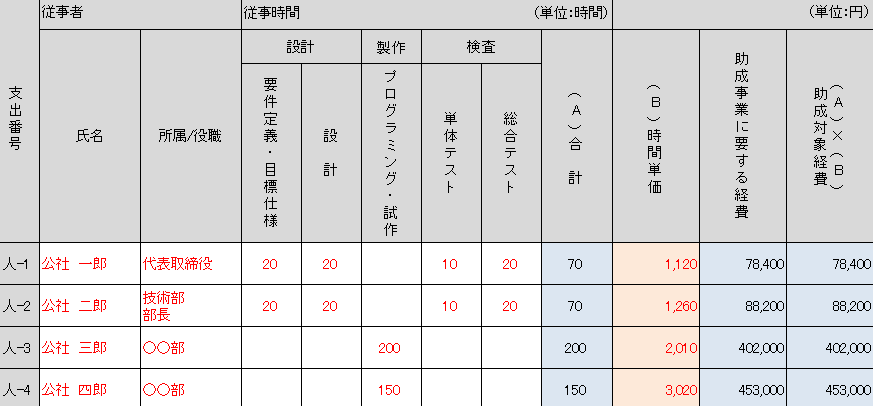 従事者 従事時間 (単位:時間) (単位:円)
支出番号 氏名 所属/役職 設計 製作 検査 (A)合計 (B)時間単価 助成事業に要する経費 (A)×(B)助成対象経費
要件定義・目標仕様 設計 プログラミング・試作 単体テスト 総合テスト
人-1 公社 一郎 代表取締役 20 20 10 20 70 1,120 78,400 78,400
人-2 公社 二郎 技術部 部長 20 20 10 20 70 1,260 88,200 88,200
人-3 公社 三郎 〇〇部 200 200 2,010 402,000 402,000
人-4 公社 四郎 〇〇部 150 150 3,020 453,000 453,000